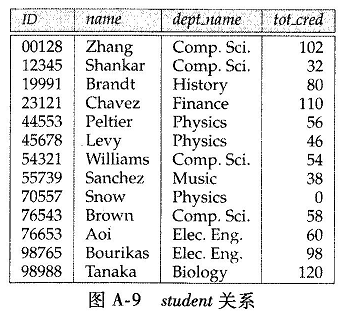 ID name dept_name tot_cred
00128 Zhang Comp. Sci. 102
12345 Shankar Comp. Sci. 32
19991 Brandt History 80
23121 Chavez Finance 110
44553 Peltier Physics 56
45678 Levy Physics 46
54321 Williams Comp. Sci. 54
55739 Sanchez Music 38
70557 Snow Physics 0
76543 Brown Comp. Sci. 58
76653 Aoi Elec. Eng. 60
98765 Bourikas Elec. Eng. 98
98988 Tanaka Biology 120
图 A-9 student 关系